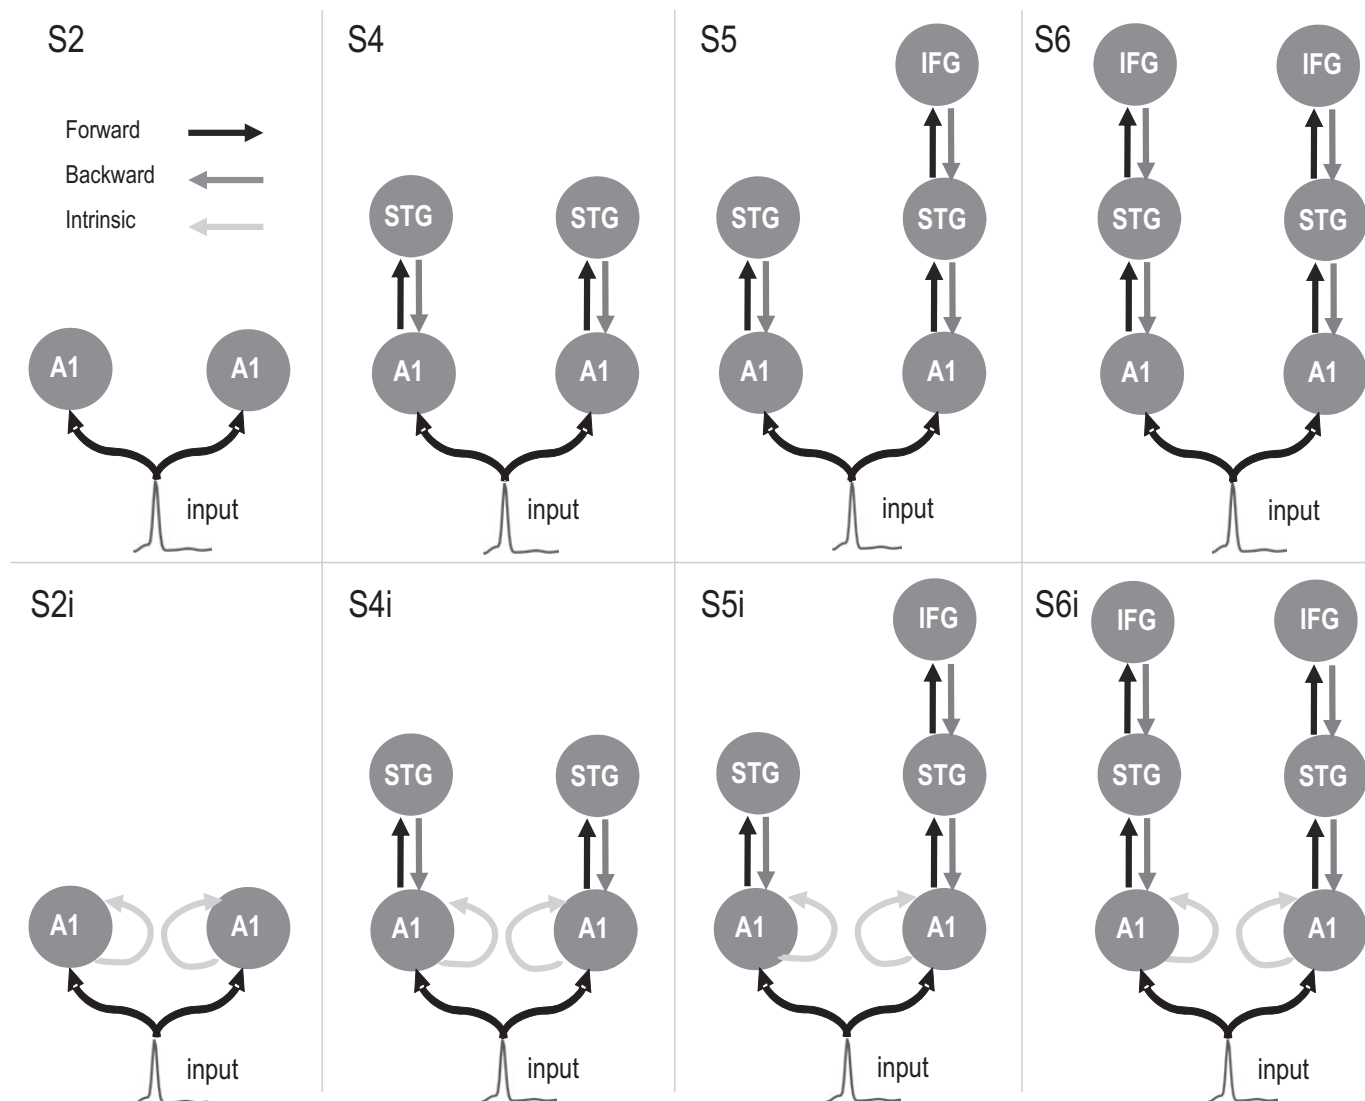 S2
Forward
Backward
Intrinsic
A1 A1
input
S4
STG STG
A1 A1
input
S5
IFG
STG STG
A1 A1
input
S6
IFG IFG
STG STG
A1 A1
input
S2i
A1 A1
input
S4i
STG STG
A1 A1
input
S5i
IFG
STG STG
A1 A1
input
S6i
IFG IFG
STG STG
A1 A1
input